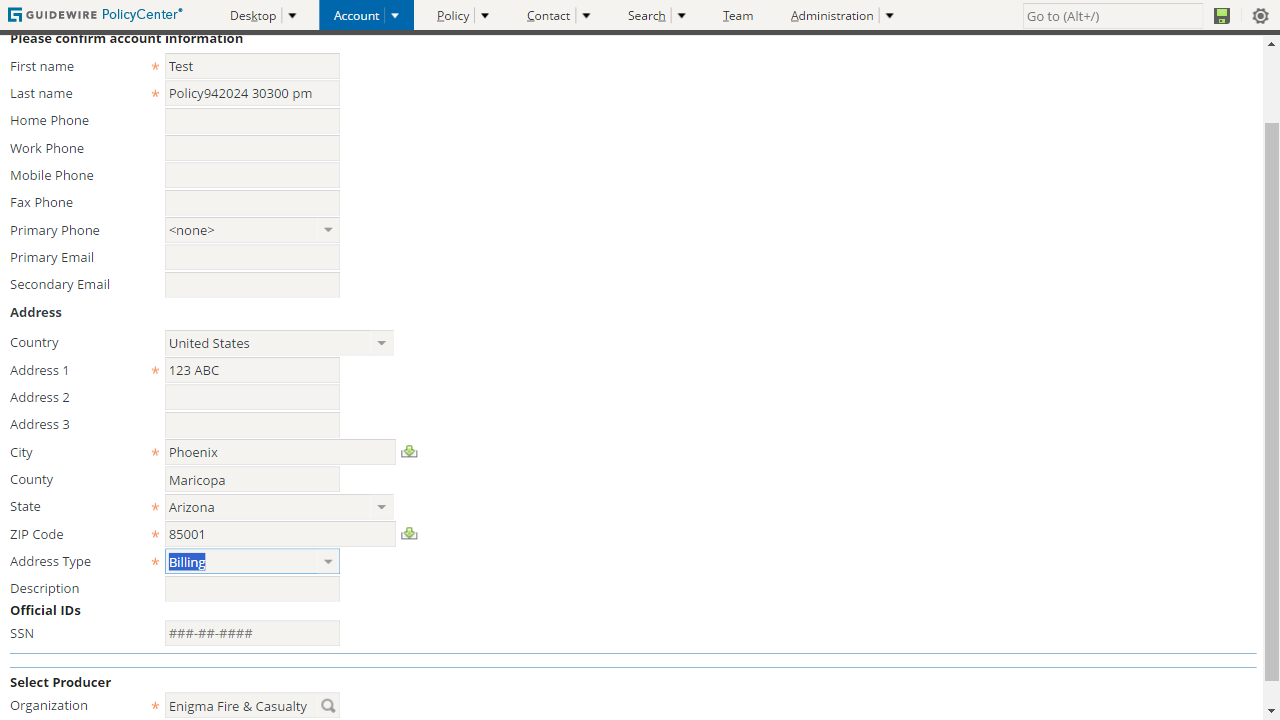 GUIDEWIRE PolicyCenter® Desktop Account Policy Contact Search Team Administration Go to (Alt+/)
Please confirm account information
First name * Test
Last name * Policy942024 30300 pm
Home Phone
Work Phone
Mobile Phone
Fax Phone
Primary Phone <none>
Primary Email
Secondary Email
Address
Country United States
Address 1 * 123 ABC
Address 2
Address 3
City * Phoenix
County Maricopa
State * Arizona
ZIP Code * 85001
Address Type * Billing
Description
Official IDs
SSN ###-##-####
Select Producer
Organization * Enigma Fire & Casualty